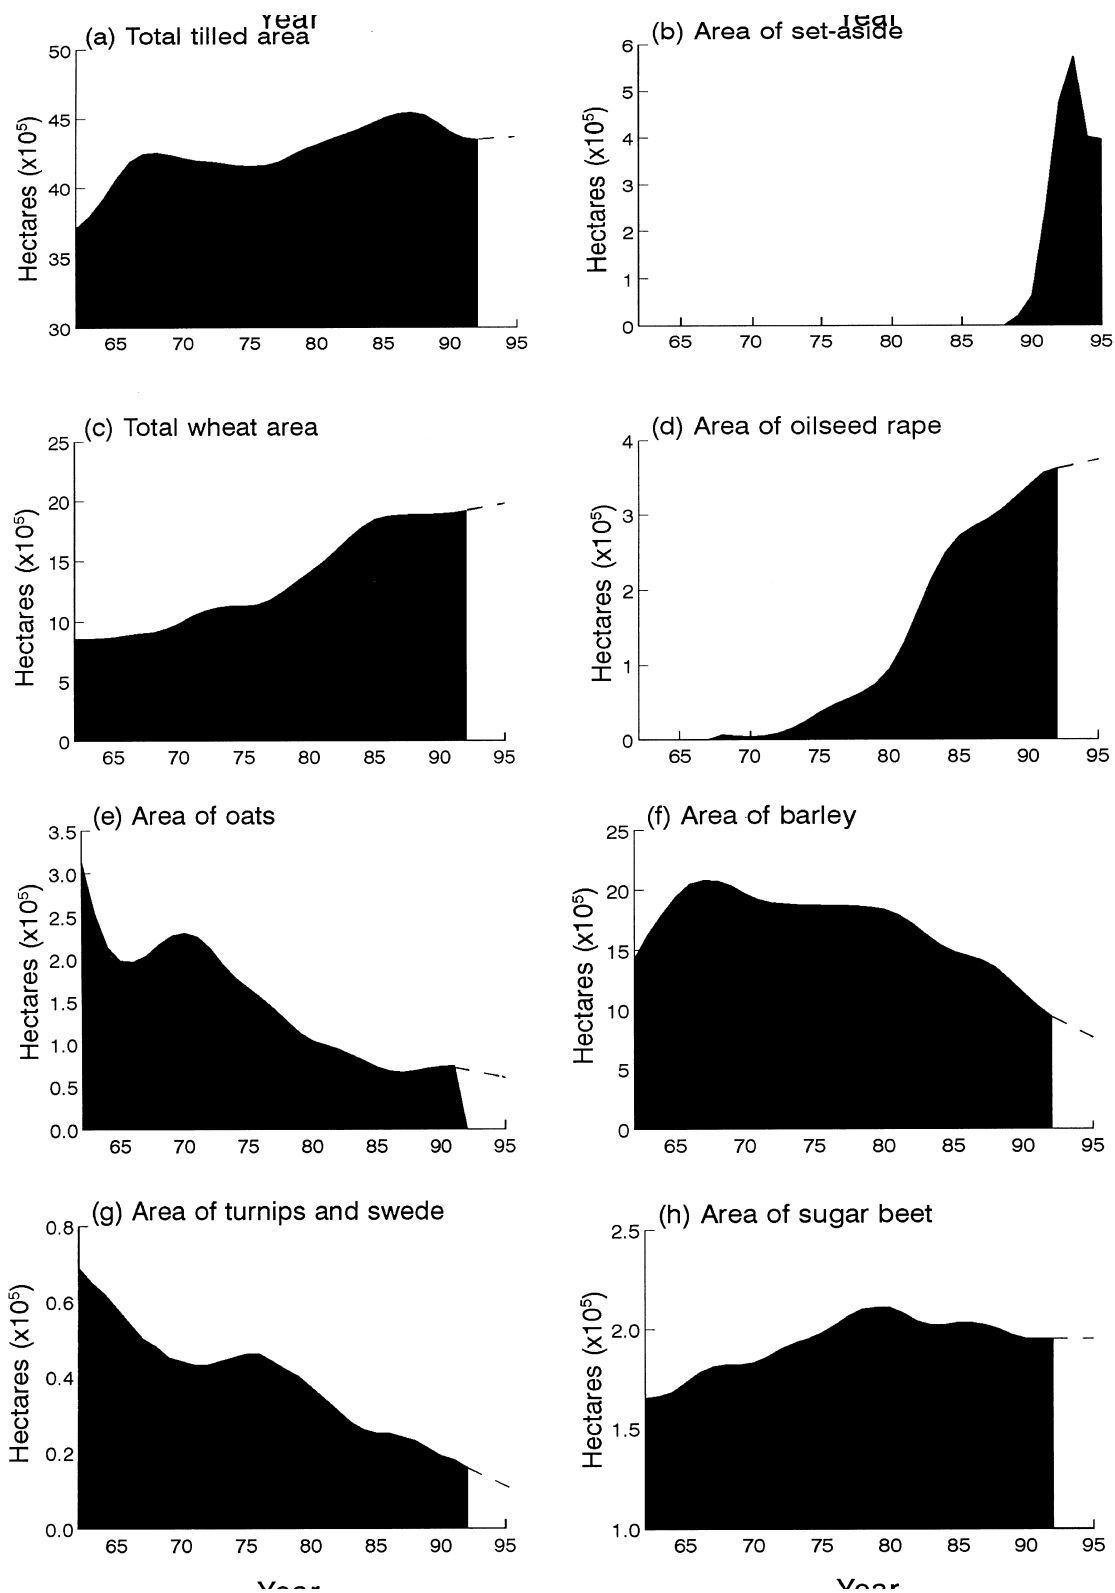 Year Year
(a) Total tilled area
50
45
40
35
30
Hectares (x10⁵)
65 70 75 80 85 90 95
(b) Area of set-aside
6
5
4
3
2
1
0
Hectares (x10⁵)
65 70 75 80 85 90 95
(c) Total wheat area
25
20
15
10
5
0
Hectares (x10⁵)
65 70 75 80 85 90 95
(d) Area of oilseed rape
4
3
2
1
0
Hectares (x10⁵)
65 70 75 80 85 90 95
(e) Area of oats
3.5
3.0
2.5
2.0
1.5
1.0
0.5
0.0
Hectares (x10⁵)
65 70 75 80 85 90 95
(f) Area of barley
25
20
15
10
5
0
Hectares (x10⁵)
65 70 75 80 85 90 95
(g) Area of turnips and swede
0.8
0.6
0.4
0.2
0.0
Hectares (x10⁵)
65 70 75 80 85 90 95
(h) Area of sugar beet
2.5
2.0
1.5
1.0
Hectares (x10⁵)
65 70 75 80 85 90 95
Year Year